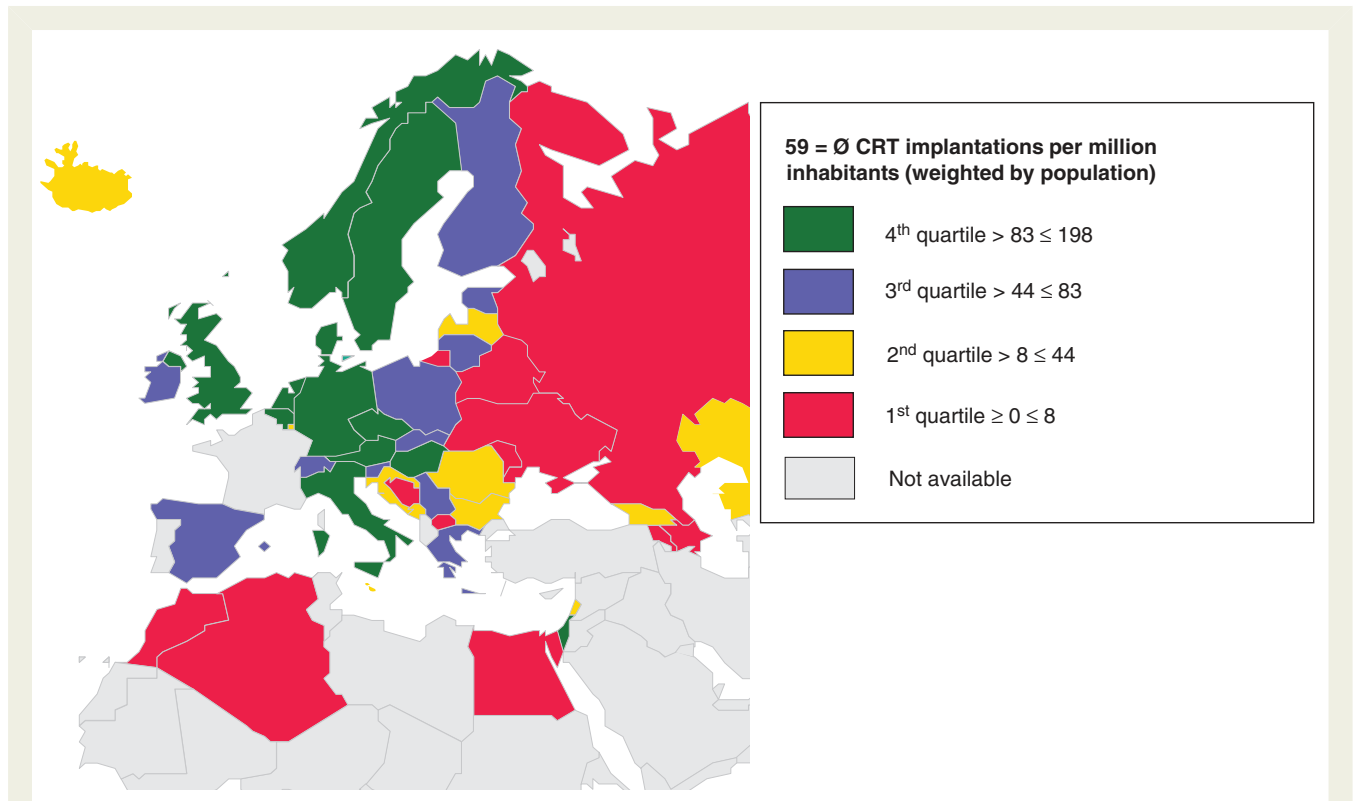 59 = Ø CRT implantations per million
inhabitants (weighted by population)
4th quartile > 83 ≤ 198
3rd quartile > 44 ≤ 83
2nd quartile > 8 ≤ 44
1st quartile ≥ 0 ≤ 8
Not available